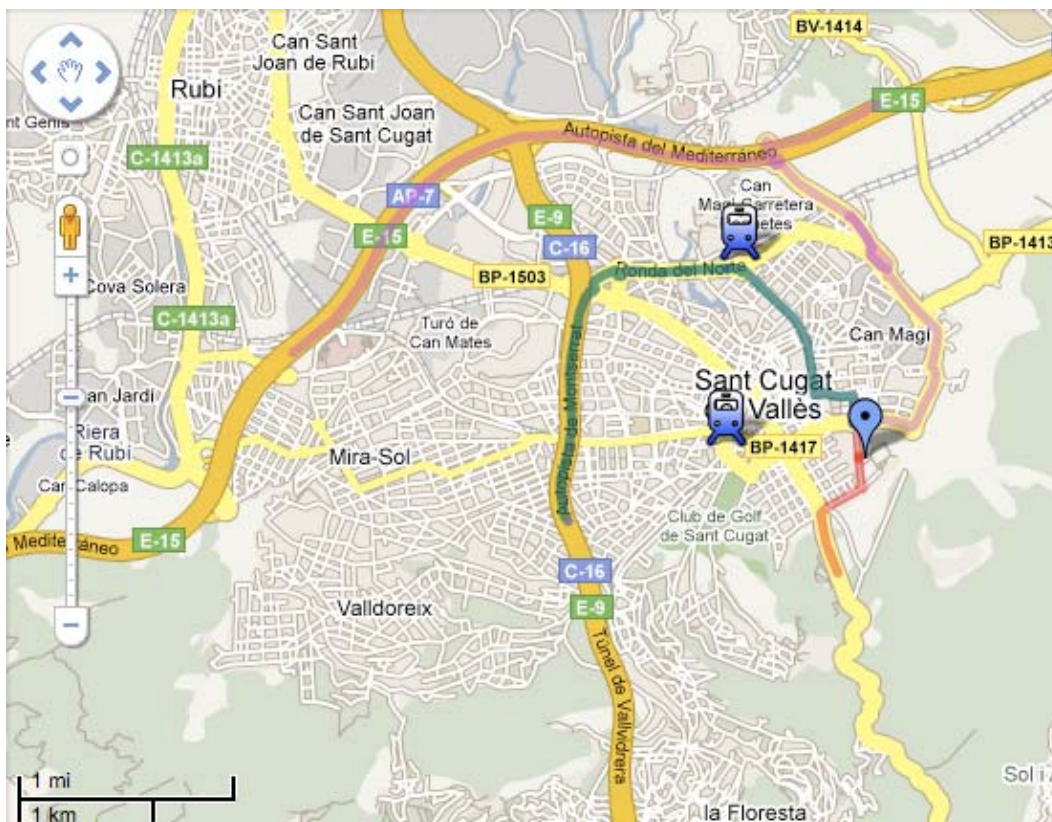 BV-1414
Can Sant
Joan de Rubi
Rubí
E-15
nt Genis
Can Sant Joan
de Sant Cugat
Autopista del Mediterráneo
C-1413a
AP-7
Can
Magi Carretera
E-9
E-15
C-16
BP-1413
Ronda del Norte
BP-1503
Cova Solera
C-1413a
Turó de
Can Mates
Can Magí
Autopista de Montserrat
Sant Cugat
Vallès
an Jardi
Riera
de Rubí
Mira-Sol
BP-1417
Can Calopa
Club de Golf
de Sant Cugat
Mediterráneo
E-15
C-16
Valldoreix
E-9
Túnel de Vallvidrera
1 mi
1 km
Sol i
la Floresta